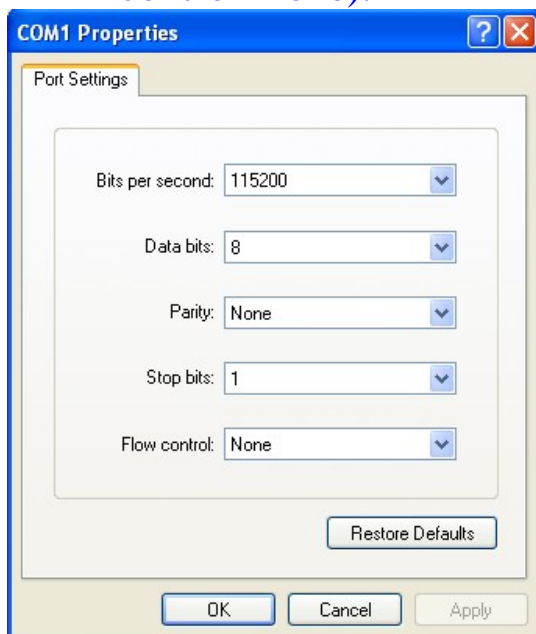 COM1 Properties
Port Settings
Bits per second: 115200
Data bits: 8
Parity: None
Stop bits: 1
Flow control: None
Restore Defaults
OK Cancel Apply